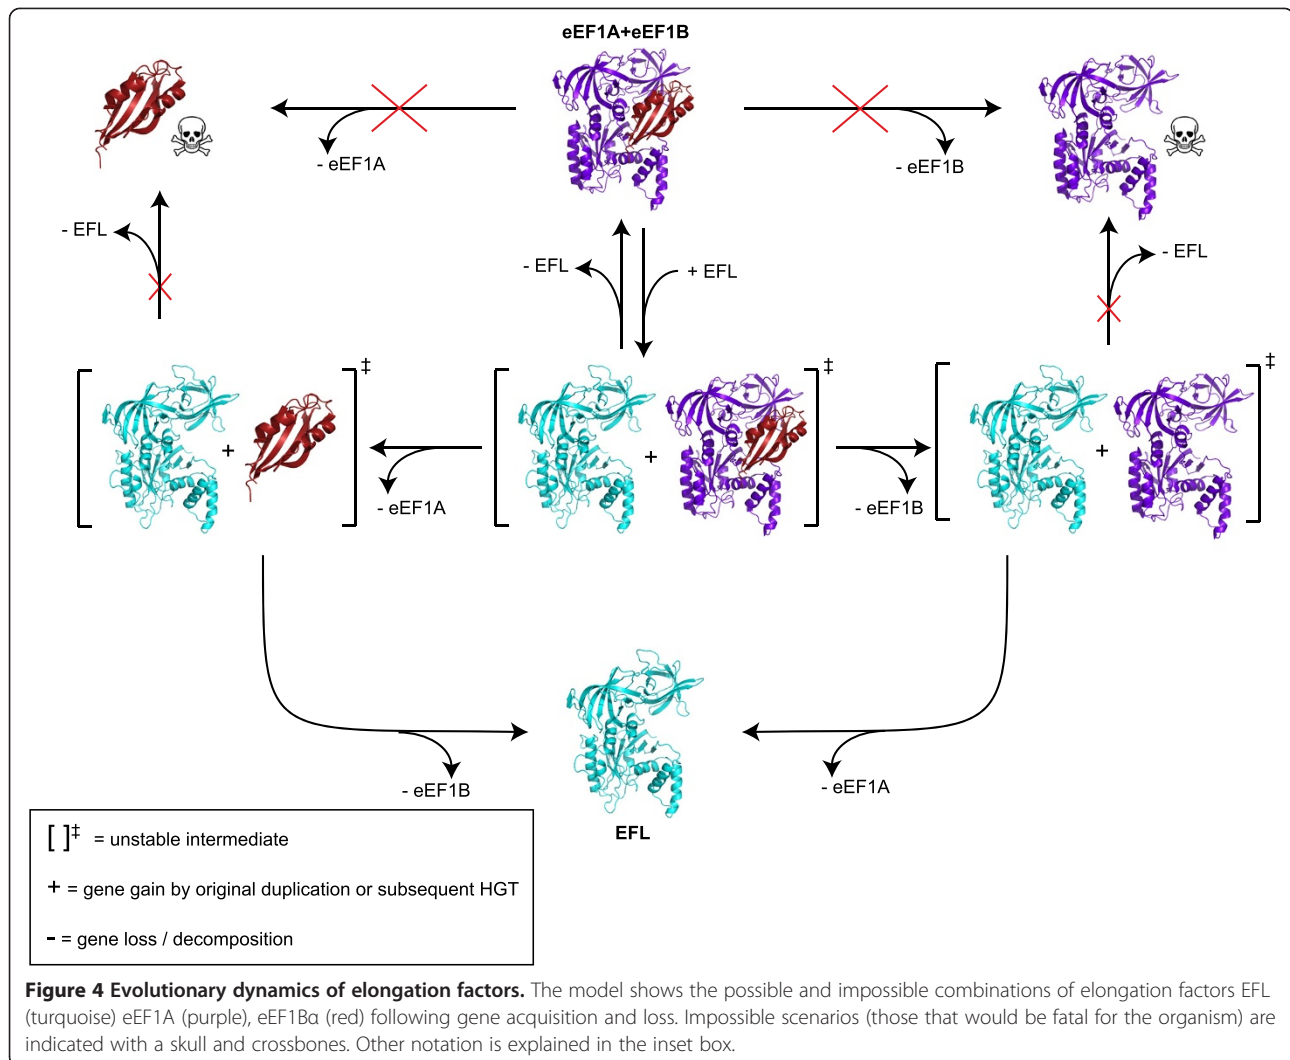 eEF1A+eEF1B
- eEF1A
- eEF1B
- EFL
- EFL
+ EFL
- EFL
‡
‡
‡
+
+
+
- eEF1A
- eEF1B
- eEF1B
- eEF1A
EFL
[ ]‡ = unstable intermediate
+ = gene gain by original duplication or subsequent HGT
- = gene loss / decomposition
Figure 4 Evolutionary dynamics of elongation factors. The model shows the possible and impossible combinations of elongation factors EFL
(turquoise) eEF1A (purple), eEF1Bα (red) following gene acquisition and loss. Impossible scenarios (those that would be fatal for the organism) are
indicated with a skull and crossbones. Other notation is explained in the inset box.